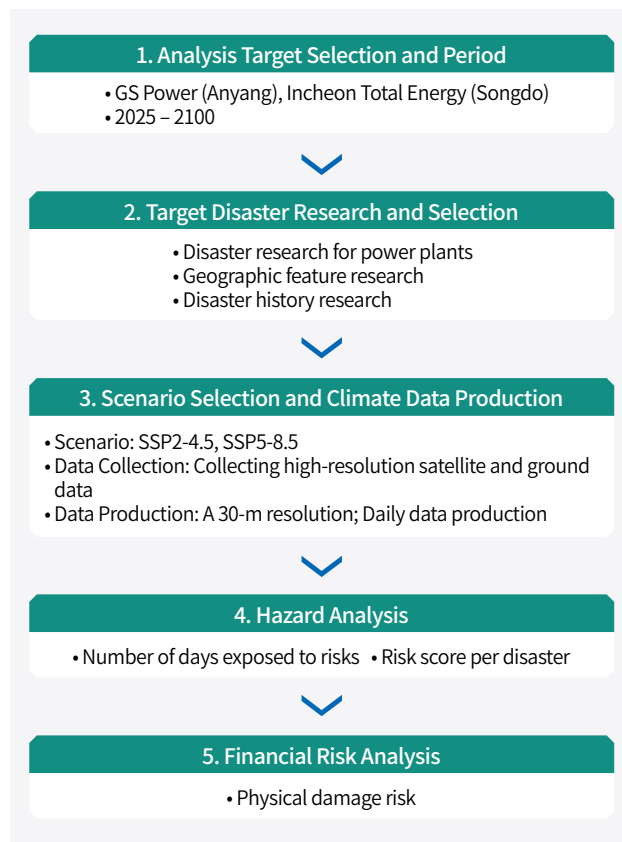 1. Analysis Target Selection and Period
• GS Power (Anyang), Incheon Total Energy (Songdo)
• 2025 – 2100
2. Target Disaster Research and Selection
• Disaster research for power plants
• Geographic feature research
• Disaster history research
3. Scenario Selection and Climate Data Production
• Scenario: SSP2-4.5, SSP5-8.5
• Data Collection: Collecting high-resolution satellite and ground
data
• Data Production: A 30-m resolution; Daily data production
4. Hazard Analysis
• Number of days exposed to risks • Risk score per disaster
5. Financial Risk Analysis
• Physical damage risk